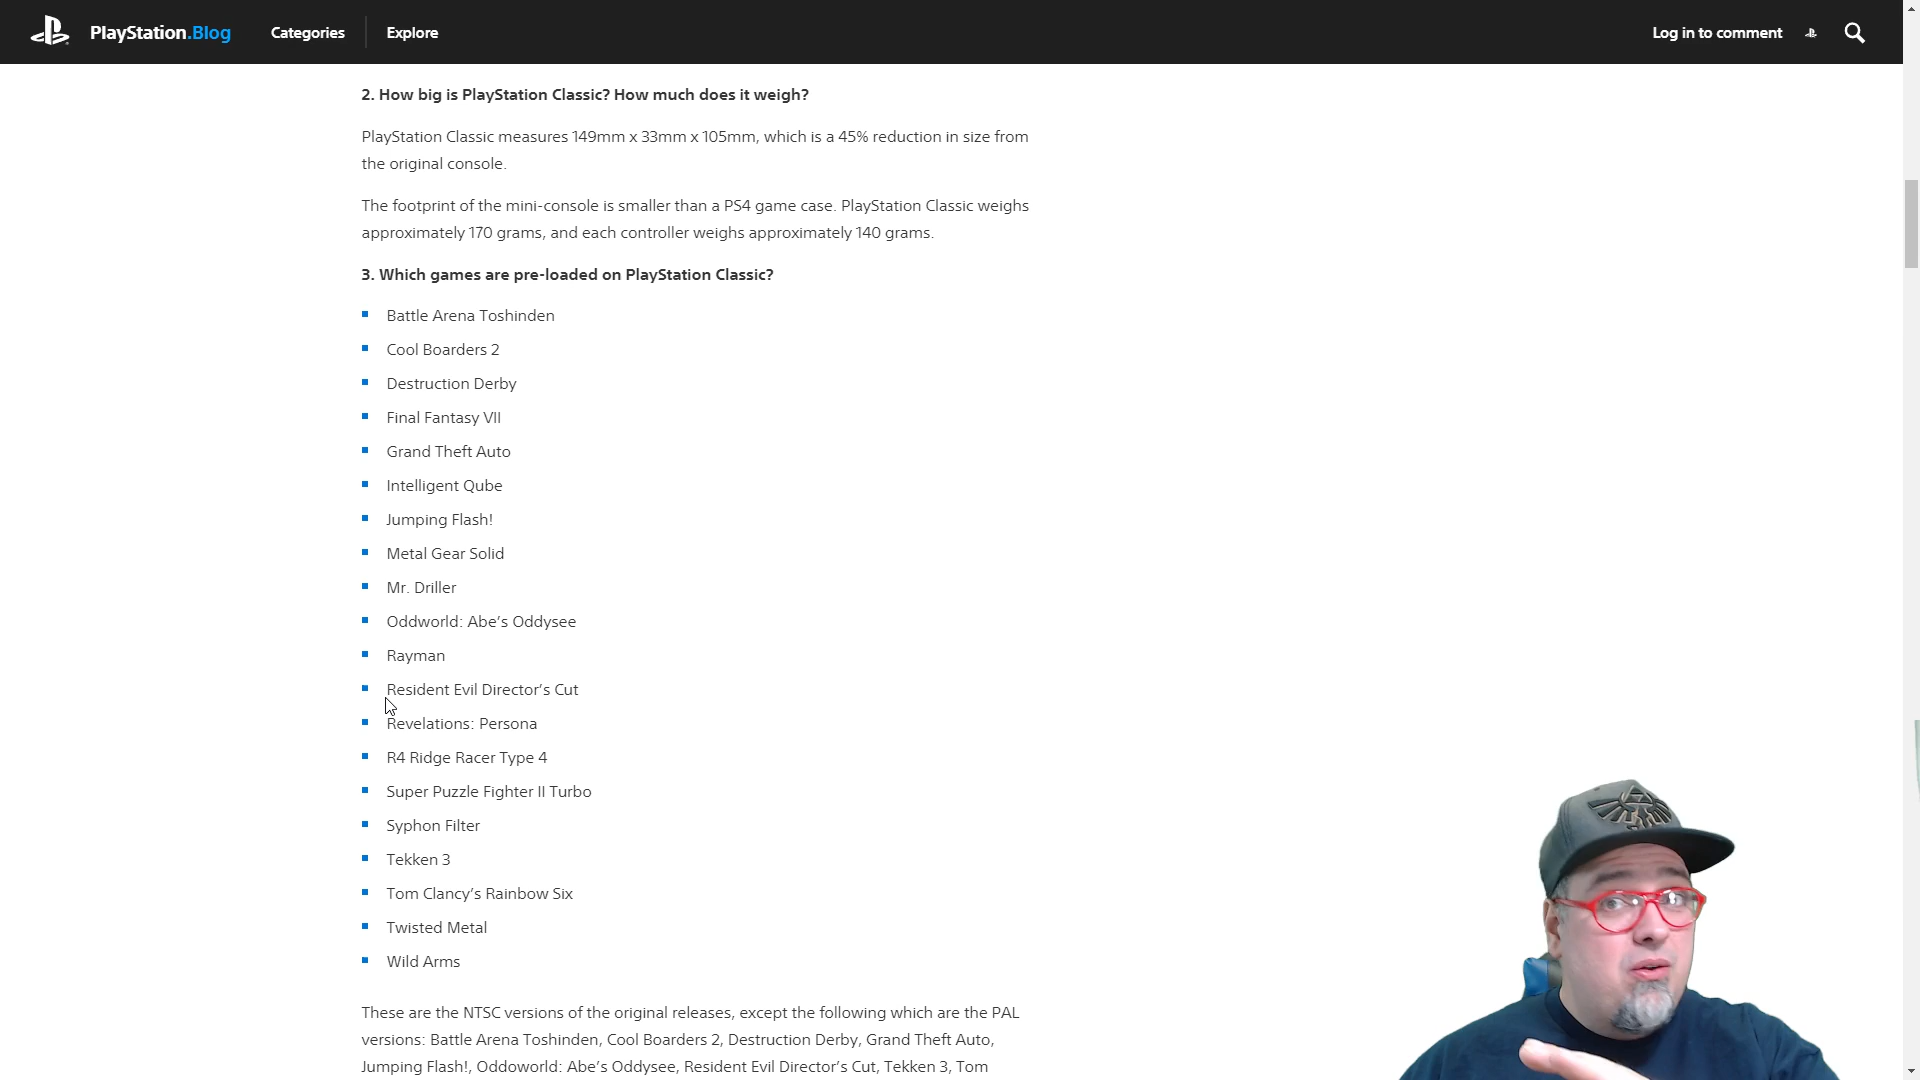 PlayStation.Blog Categories Explore Log in to comment
2. How big is PlayStation Classic? How much does it weigh?
PlayStation Classic measures 149mm x 33mm x 105mm, which is a 45% reduction in size from
the original console.
The footprint of the mini-console is smaller than a PS4 game case. PlayStation Classic weighs
approximately 170 grams, and each controller weighs approximately 140 grams.
3. Which games are pre-loaded on PlayStation Classic?
Battle Arena Toshinden
Cool Boarders 2
Destruction Derby
Final Fantasy VII
Grand Theft Auto
Intelligent Qube
Jumping Flash!
Metal Gear Solid
Mr. Driller
Oddworld: Abe’s Oddysee
Rayman
Resident Evil Director’s Cut
Revelations: Persona
R4 Ridge Racer Type 4
Super Puzzle Fighter II Turbo
Syphon Filter
Tekken 3
Tom Clancy’s Rainbow Six
Twisted Metal
Wild Arms
These are the NTSC versions of the original releases, except the following which are the PAL
versions: Battle Arena Toshinden, Cool Boarders 2, Destruction Derby, Grand Theft Auto,
Jumping Flash!, Oddoworld: Abe’s Oddysee, Resident Evil Director’s Cut, Tekken 3, Tom